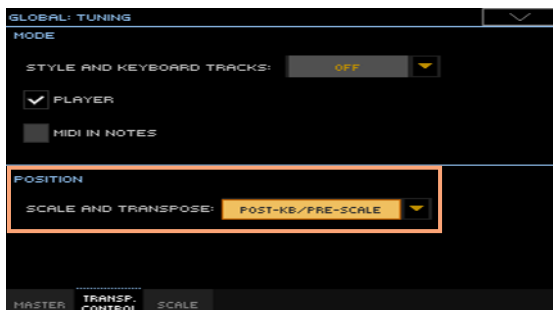 GLOBAL: TUNING
MODE
STYLE AND KEYBOARD TRACKS: OFF
PLAYER
MIDI IN NOTES
POSITION
SCALE AND TRANSPOSE: POST-KB/PRE-SCALE
MASTER TRANSP. CONTROL SCALE